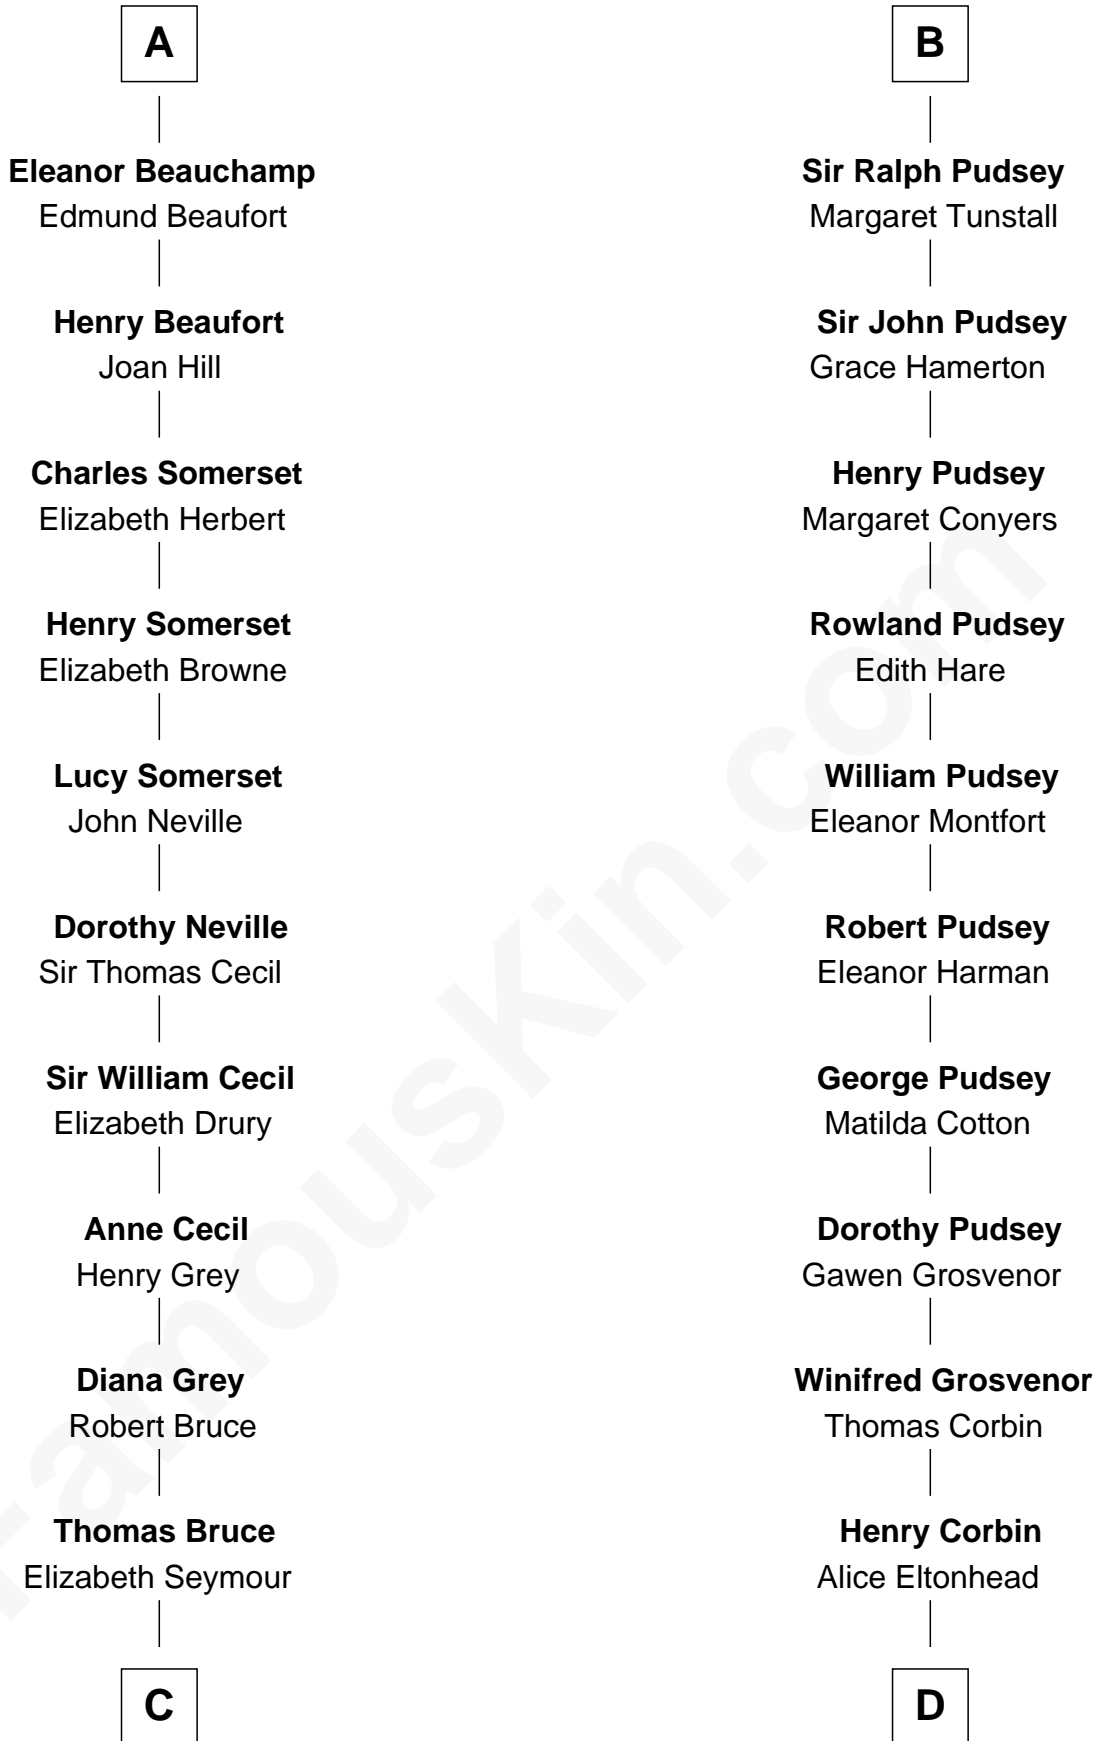 A
Eleanor Beauchamp
Edmund Beaufort
Henry Beaufort
Joan Hill
Charles Somerset
Elizabeth Herbert
Henry Somerset
Elizabeth Browne
Lucy Somerset
John Neville
Dorothy Neville
Sir Thomas Cecil
Sir William Cecil
Elizabeth Drury
Anne Cecil
Henry Grey
Diana Grey
Robert Bruce
Thomas Bruce
Elizabeth Seymour
C
B
Sir Ralph Pudsey
Margaret Tunstall
Sir John Pudsey
Grace Hamerton
Henry Pudsey
Margaret Conyers
Rowland Pudsey
Edith Hare
William Pudsey
Eleanor Montfort
Robert Pudsey
Eleanor Harman
George Pudsey
Matilda Cotton
Dorothy Pudsey
Gawen Grosvenor
Winifred Grosvenor
Thomas Corbin
Henry Corbin
Alice Eltonhead
D
FamousKin.com